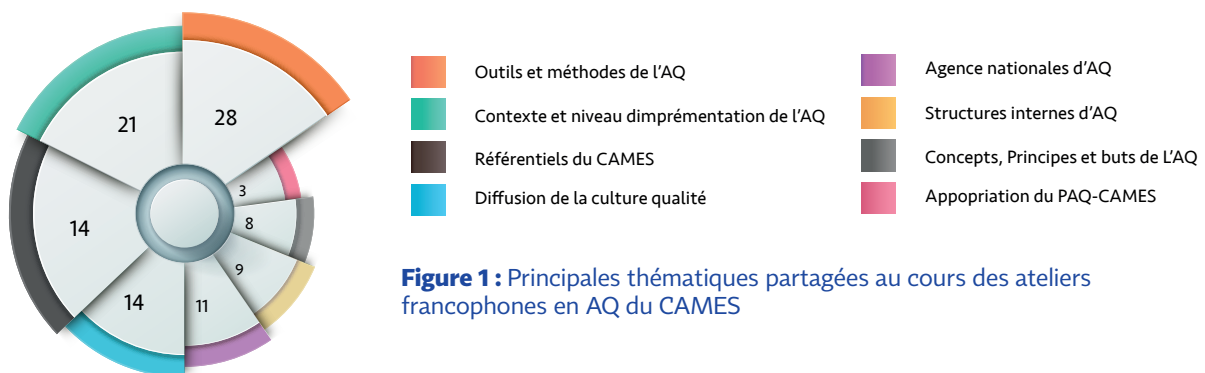 28
21
14
14
11
9
8
3
Outils et méthodes de l'AQ
Contexte et niveau dimprémentation de l'AQ
Référentiels du CAMES
Diffusion de la culture qualité
Agence nationales d'AQ
Structures internes d'AQ
Concepts, Principes et buts de L'AQ
Appopriation du PAQ-CAMES
Figure 1 : Principales thématiques partagées au cours des ateliers
francophones en AQ du CAMES